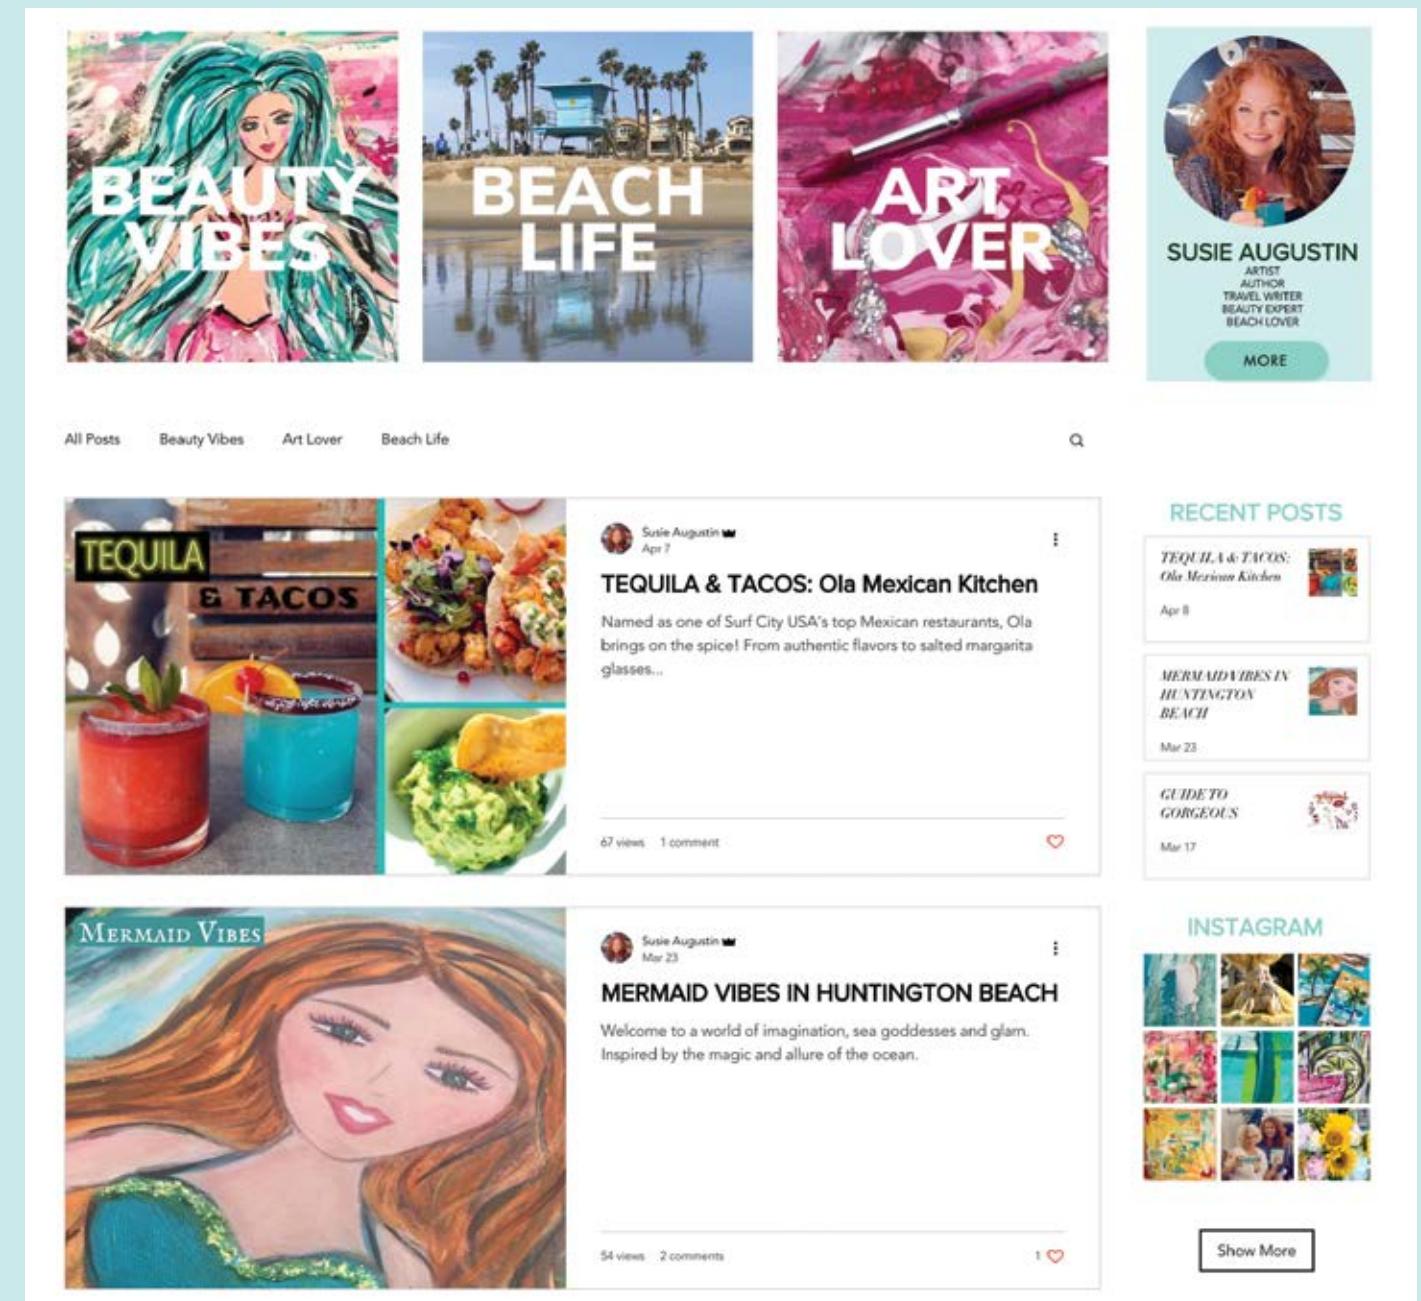 BEAUTY
VIBES
BEACH
LIFE
ART
LOVER
SUSIE AUGUSTIN
ARTIST
AUTHOR
TRAVEL WRITER
BEAUTY EXPERT
BEACH LOVER
MORE
All Posts
Beauty Vibes
Art Lover
Beach Life
TEQUILA
& TACOS
Susie Augustin
Apr 7
TEQUILA & TACOS: Ola Mexican Kitchen
Named as one of Surf City USA's top Mexican restaurants, Ola
brings on the spice! From authentic flavors to salted margarita
glasses...
67 views 1 comment
MERMAID VIBES
Susie Augustin
Mar 23
MERMAID VIBES IN HUNTINGTON BEACH
Welcome to a world of imagination, sea goddesses and glam.
Inspired by the magic and allure of the ocean.
54 views 2 comments
1
RECENT POSTS
TEQUILA & TACOS:
Ola Mexican Kitchen
Apr 8
MERMAID VIBES IN
HUNTINGTON
BEACH
Mar 23
GUIDE TO
GORGEOUS
Mar 17
INSTAGRAM
Show More